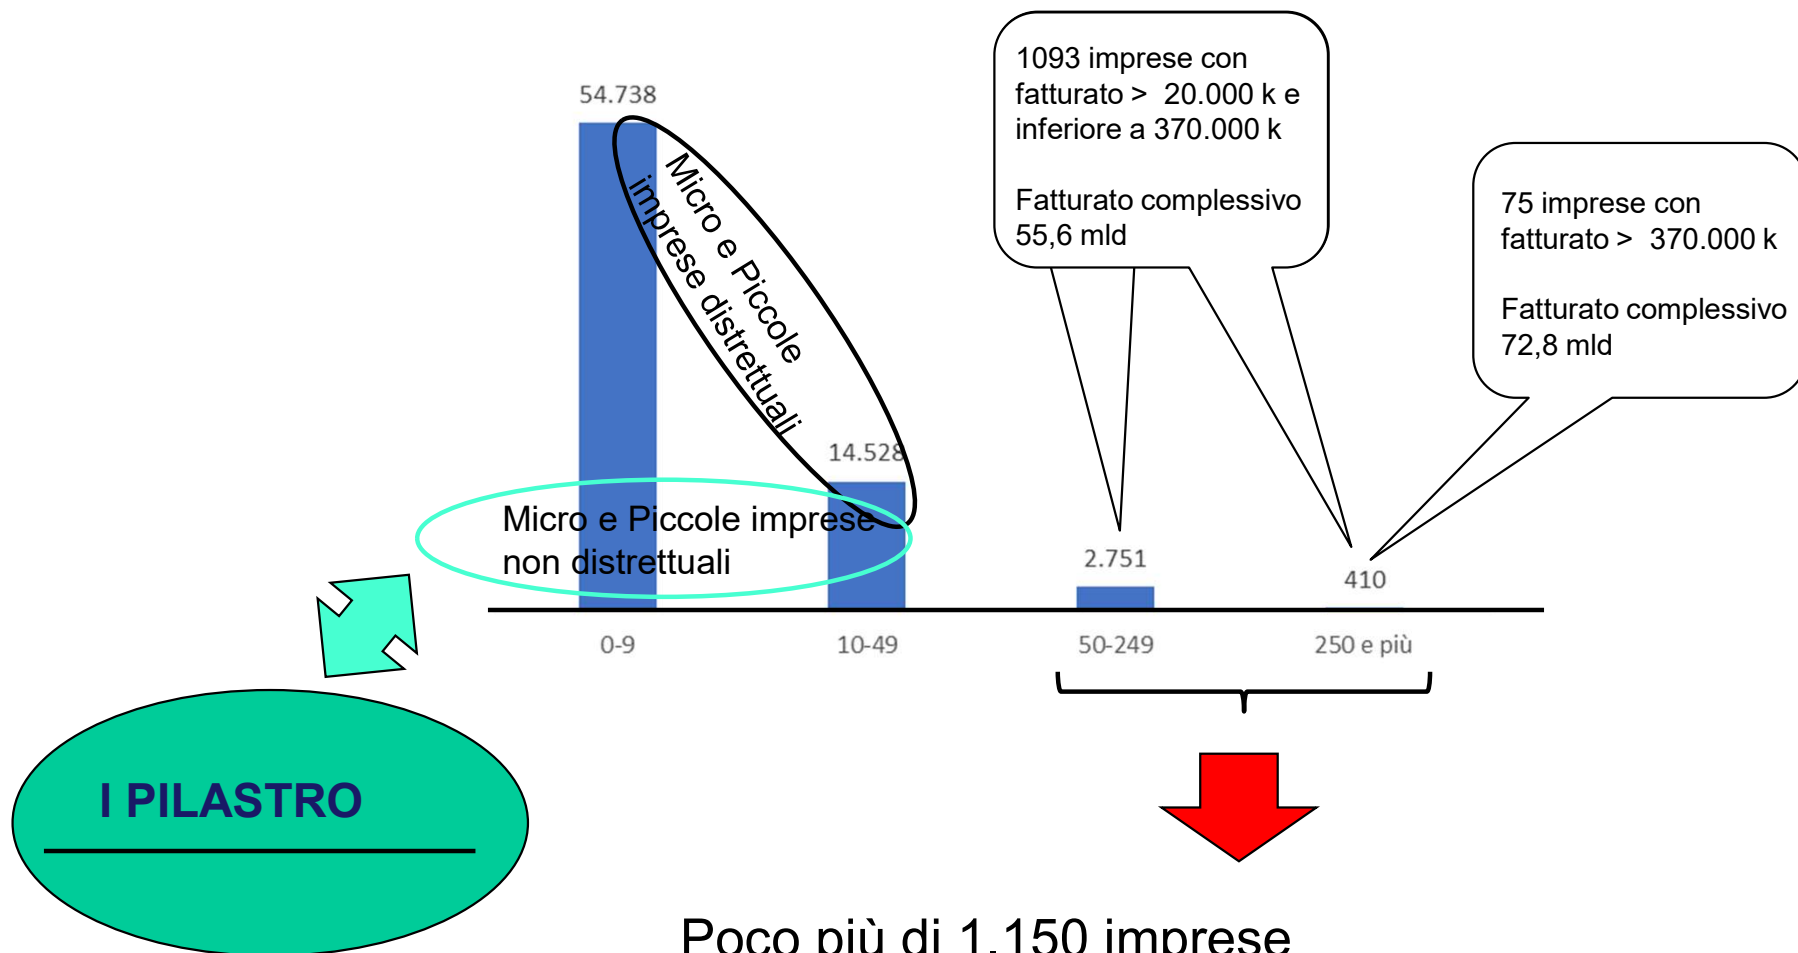 54.738
Micro e Piccole
imprese distrettuali
1093 imprese con
fatturato > 20.000 k e
inferiore a 370.000 k
Fatturato complessivo
55,6 mld
75 imprese con
fatturato > 370.000 k
Fatturato complessivo
72,8 mld
14.528
Micro e Piccole imprese
non distrettuali
2.751
410
0-9
10-49
50-249
250 e più
I PILASTRO
Poco più di 1.150 imprese